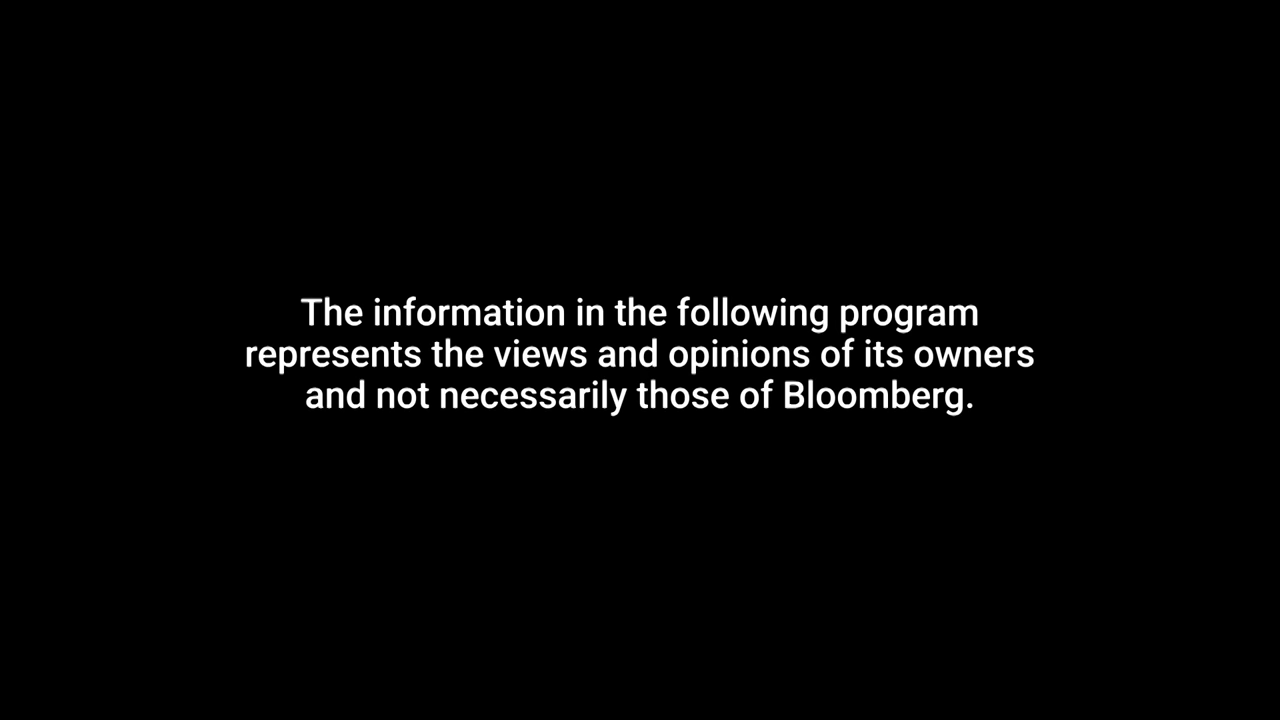 The information in the following program
represents the views and opinions of its owners
and not necessarily those of Bloomberg.